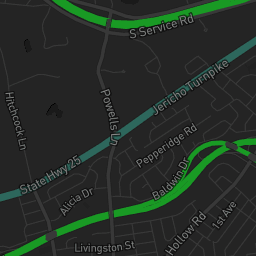 S Service Rd
Jericho Turnpike
Hitchcock Ln
Powells Ln
Pepperidge Rd
State Hwy 25
Baldwin Dr
Alicia Dr
1st Ave
Hollow Rd
Livingston St